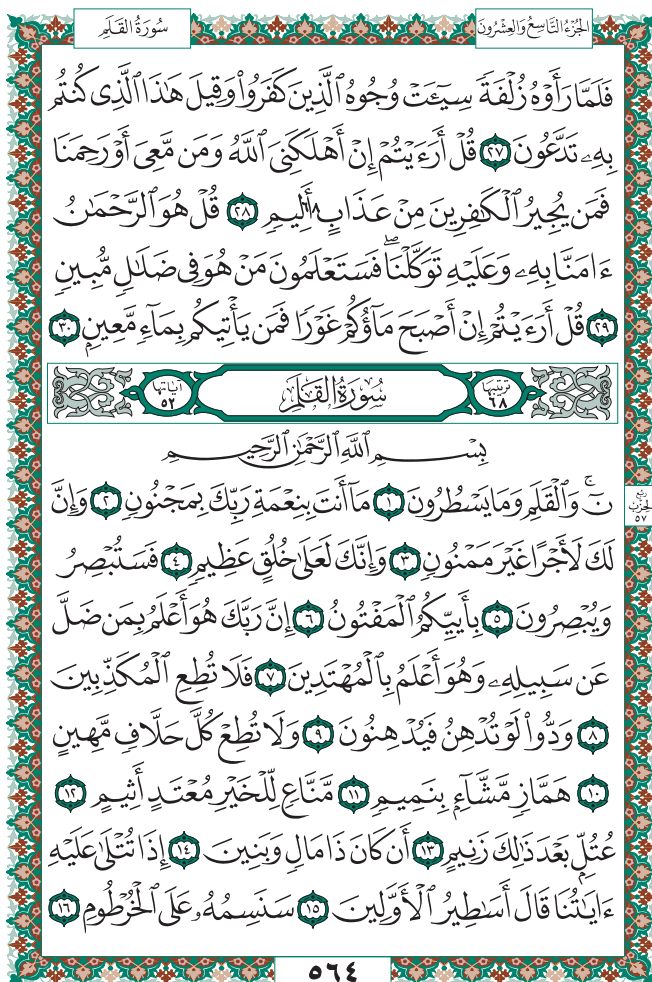 الجُزْءُ التَّاسِعُ وَالعِشْرُونَ
سُورَةُ القَلَمِ
فَلَمَّا رَأَوْهُ زُلْفَةً سِيٓـَٔتْ وُجُوهُ ٱلَّذِينَ كَفَرُوا۟ وَقِيلَ هَـٰذَا ٱلَّذِى كُنتُم
بِهِۦ تَدَّعُونَ ٢٧ قُلْ أَرَءَيْتُمْ إِنْ أَهْلَكَنِىَ ٱللَّهُ وَمَن مَّعِىَ أَوْ رَحِمَنَا
فَمَن يُجِيرُ ٱلْكَـٰفِرِينَ مِنْ عَذَابٍ أَلِيمٍ ٢٨ قُلْ هُوَ ٱلرَّحْمَـٰنُ
ءَامَنَّا بِهِۦ وَعَلَيْهِ تَوَكَّلْنَا ۖ فَسَتَعْلَمُونَ مَنْ هُوَ فِى ضَلَـٰلٍ مُّبِينٍ
٢٩ قُلْ أَرَءَيْتُمْ إِنْ أَصْبَحَ مَآؤُكُمْ غَوْرًا فَمَن يَأْتِيكُم بِمَآءٍ مَّعِينٍۭ ٣٠
ترتيبها ٦٨ سُورَةُ القَلَمِ آياتها ٥٢
بِسْمِ ٱللَّهِ ٱلرَّحْمَـٰنِ ٱلرَّحِيمِ
نٓ ۚ وَٱلْقَلَمِ وَمَا يَسْطُرُونَ ١ مَآ أَنتَ بِنِعْمَةِ رَبِّكَ بِمَجْنُونٍ ٢ وَإِنَّ
ربع الحزب ٥٧
لَكَ لَأَجْرًا غَيْرَ مَمْنُونٍ ٣ وَإِنَّكَ لَعَلَىٰ خُلُقٍ عَظِيمٍ ٤ فَسَتُبْصِرُ
وَيُبْصِرُونَ ٥ بِأَييِّكُمُ ٱلْمَفْتُونُ ٦ إِنَّ رَبَّكَ هُوَ أَعْلَمُ بِمَن ضَلَّ
عَن سَبِيلِهِۦ وَهُوَ أَعْلَمُ بِٱلْمُهْتَدِينَ ٧ فَلَا تُطِعِ ٱلْمُكَذِّبِينَ
٨ وَدُّوا۟ لَوْ تُدْهِنُ فَيُدْهِنُونَ ٩ وَلَا تُطِعْ كُلَّ حَلَّافٍ مَّهِينٍ
١٠ هَمَّازٍ مَّشَّآءٍۭ بِنَمِيمٍ ١١ مَّنَّاعٍ لِّلْخَيْرِ مُعْتَدٍ أَثِيمٍ ١٢
عُتُلٍّۭ بَعْدَ ذَٰلِكَ زَنِيمٍ ١٣ أَن كَانَ ذَا مَالٍ وَبَنِينَ ١٤ إِذَا تُتْلَىٰ عَلَيْهِ
ءَايَـٰتُنَا قَالَ أَسَـٰطِيرُ ٱلْأَوَّلِينَ ١٥ سَنَسِمُهُۥ عَلَى ٱلْخُرْطُومِ ١٦
٥٦٤